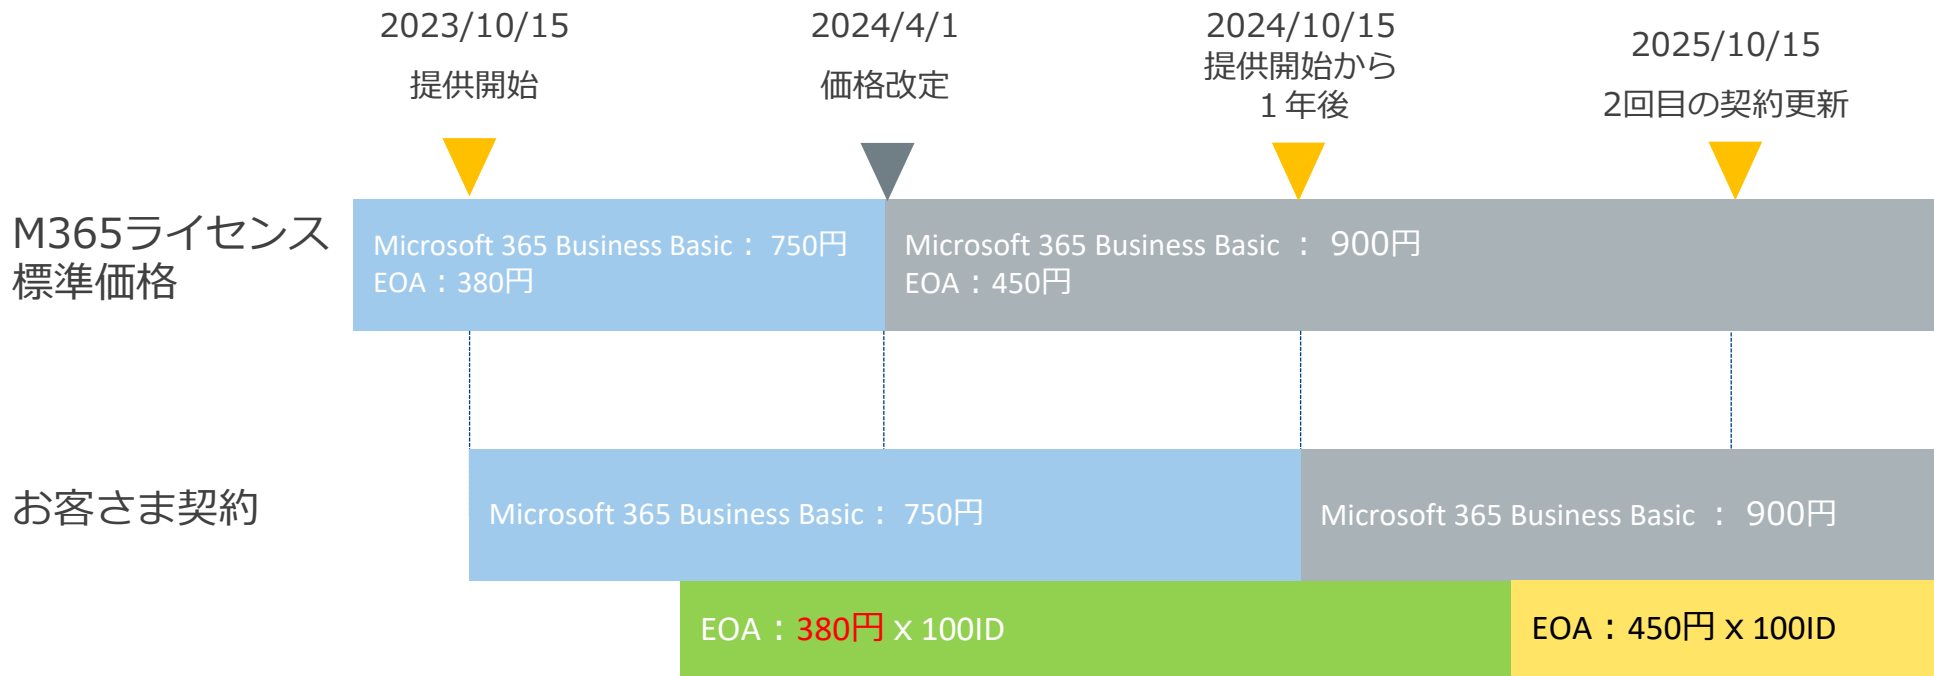 2023/10/15
提供開始
2024/4/1
価格改定
2024/10/15
提供開始から
１年後
2025/10/15
2回目の契約更新
M365ライセンス
標準価格
Microsoft 365 Business Basic： 750円
EOA：380円
Microsoft 365 Business Basic ： 900円
EOA：450円
お客さま契約
Microsoft 365 Business Basic： 750円
Microsoft 365 Business Basic ： 900円
EOA：380円 x 100ID
EOA：450円 x 100ID